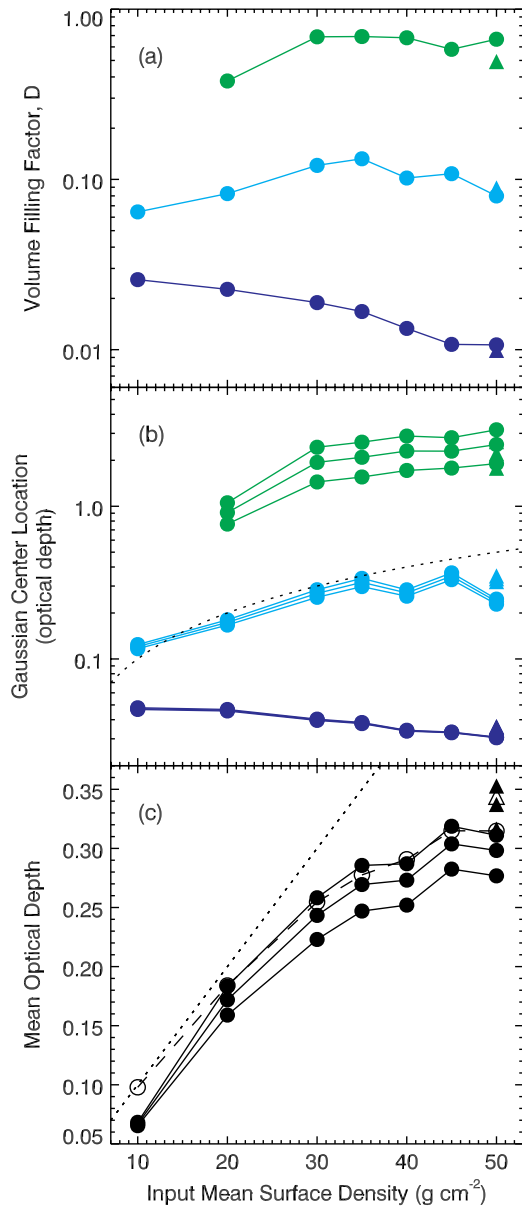 1.00
(a)
0.10
0.01
Volume Filling Factor, D
(b)
1.0
0.1
Gaussian Center Location
(optical depth)
0.35
(c)
0.30
0.25
0.20
0.15
0.10
0.05
Mean Optical Depth
10 20 30 40 50
Input Mean Surface Density (g cm⁻²)